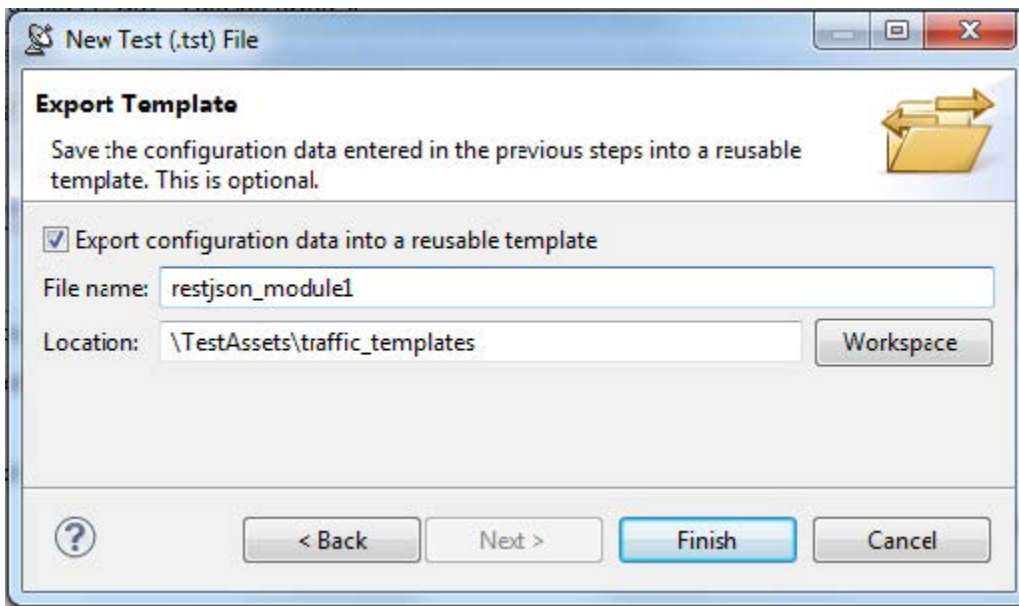 New Test (.tst) File
Export Template
Save the configuration data entered in the previous steps into a reusable
template. This is optional.
Export configuration data into a reusable template
File name: restjson_module1
Location: \TestAssets\traffic_templates Workspace
? < Back Next > Finish Cancel